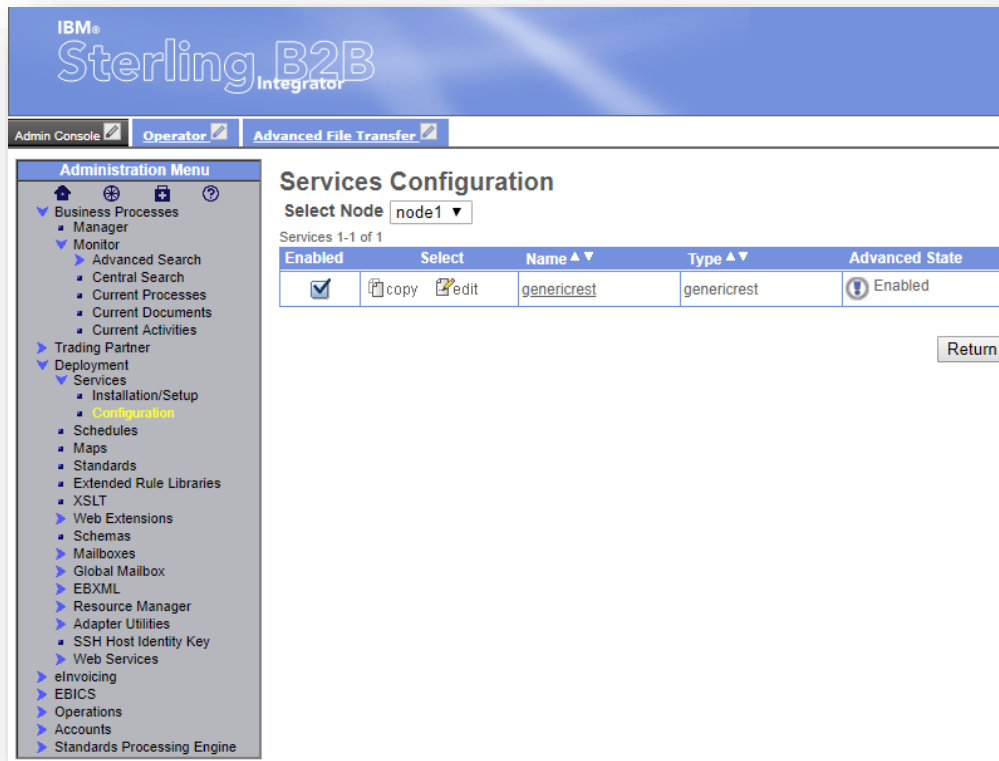 IBM®
Sterling B2B
Integrator
Admin Console Operator Advanced File Transfer
Administration Menu
Business Processes
Manager
Monitor
Advanced Search
Central Search
Current Processes
Current Documents
Current Activities
Trading Partner
Deployment
Services
Installation/Setup
Configuration
Schedules
Maps
Standards
Extended Rule Libraries
XSLT
Web Extensions
Schemas
Mailboxes
Global Mailbox
EBXML
Resource Manager
Adapter Utilities
SSH Host Identity Key
Web Services
eInvoicing
EBICS
Operations
Accounts
Standards Processing Engine
Services Configuration
Select Node node1
Services 1-1 of 1
Enabled Select Name Type Advanced State
copy edit genericrest genericrest Enabled
Return